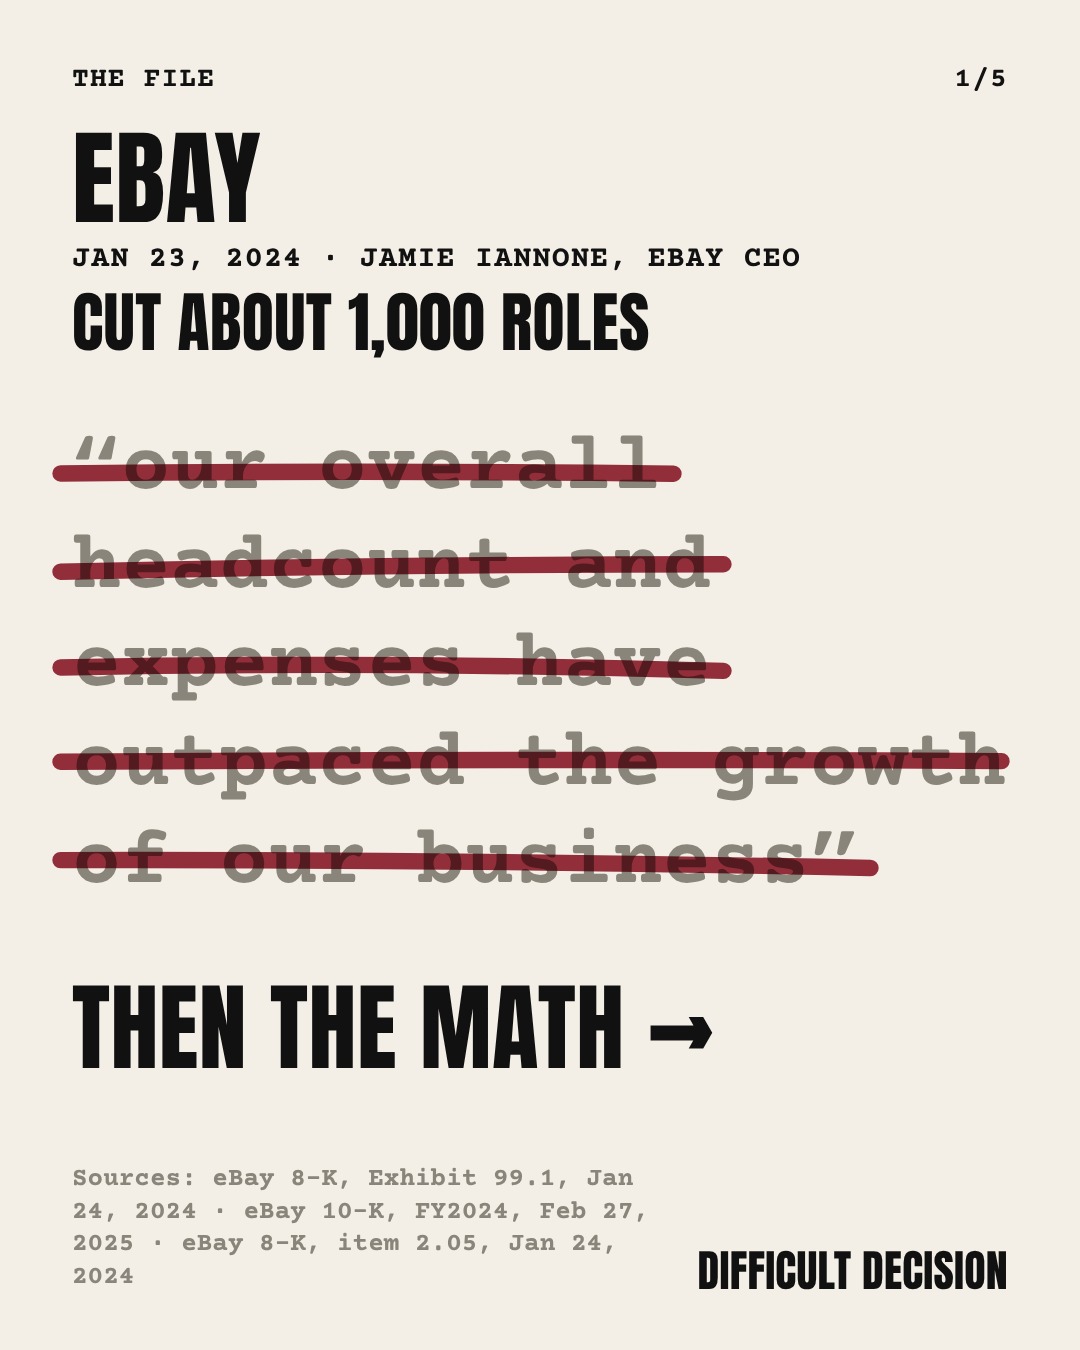 THE FILE
1/5
EBAY
JAN 23, 2024 · JAMIE IANNONE, EBAY CEO
CUT ABOUT 1,000 ROLES
“our overall
headcount and
expenses have
outpaced the growth
of our business”
THEN THE MATH →
Sources: eBay 8-K, Exhibit 99.1, Jan
24, 2024 · eBay 10-K, FY2024, Feb 27,
2025 · eBay 8-K, item 2.05, Jan 24,
2024
DIFFICULT DECISION